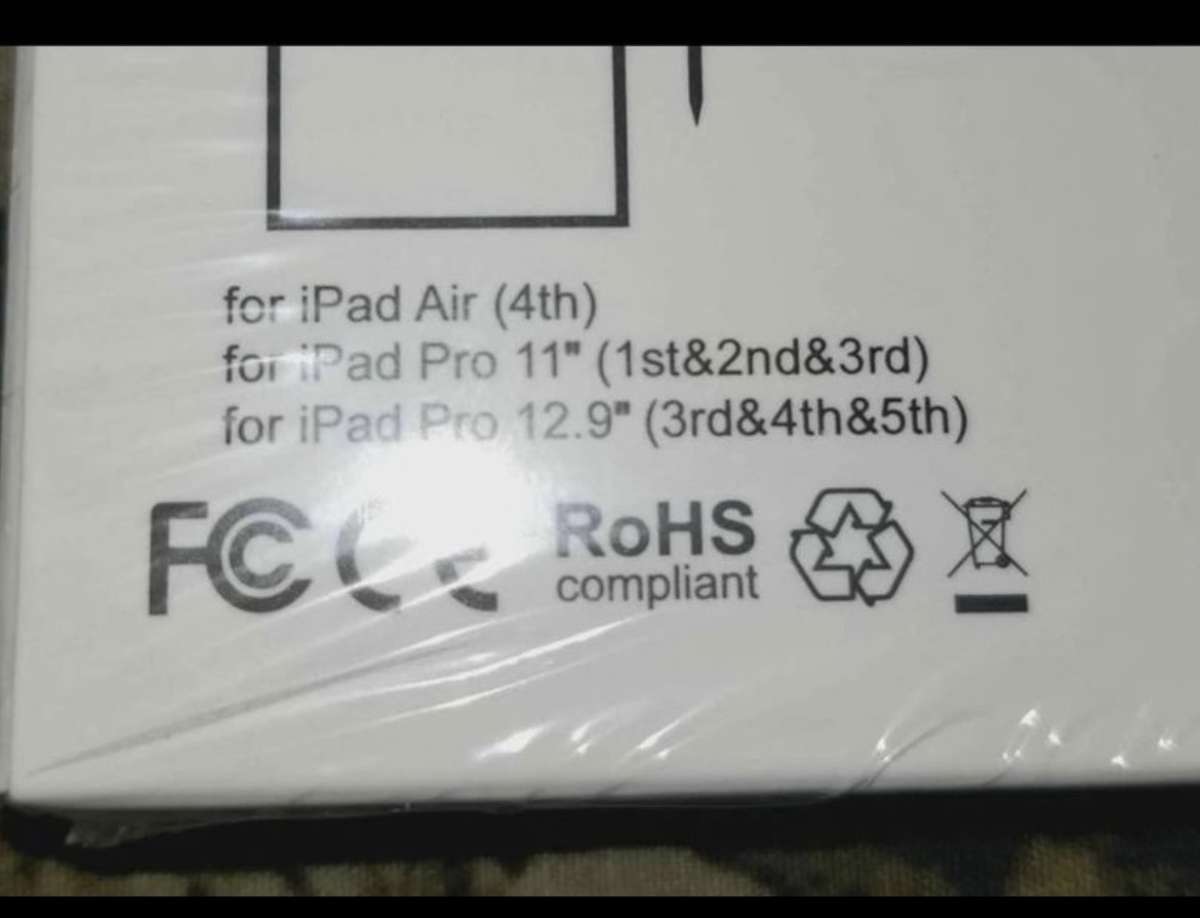 for iPad Air (4th)
for iPad Pro 11" (1st&2nd&3rd)
for iPad Pro 12.9" (3rd&4th&5th)
FC CE RoHS
compliant